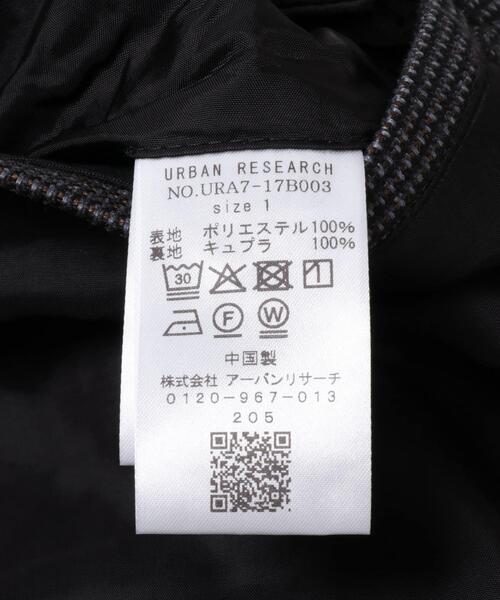 URBAN RESEARCH
NO.URA7-17B003
size 1
表地 ポリエステル100%
裏地 キュプラ 100%
30
F W
中国製
株式会社 アーバンリサーチ
0120-967-013
205